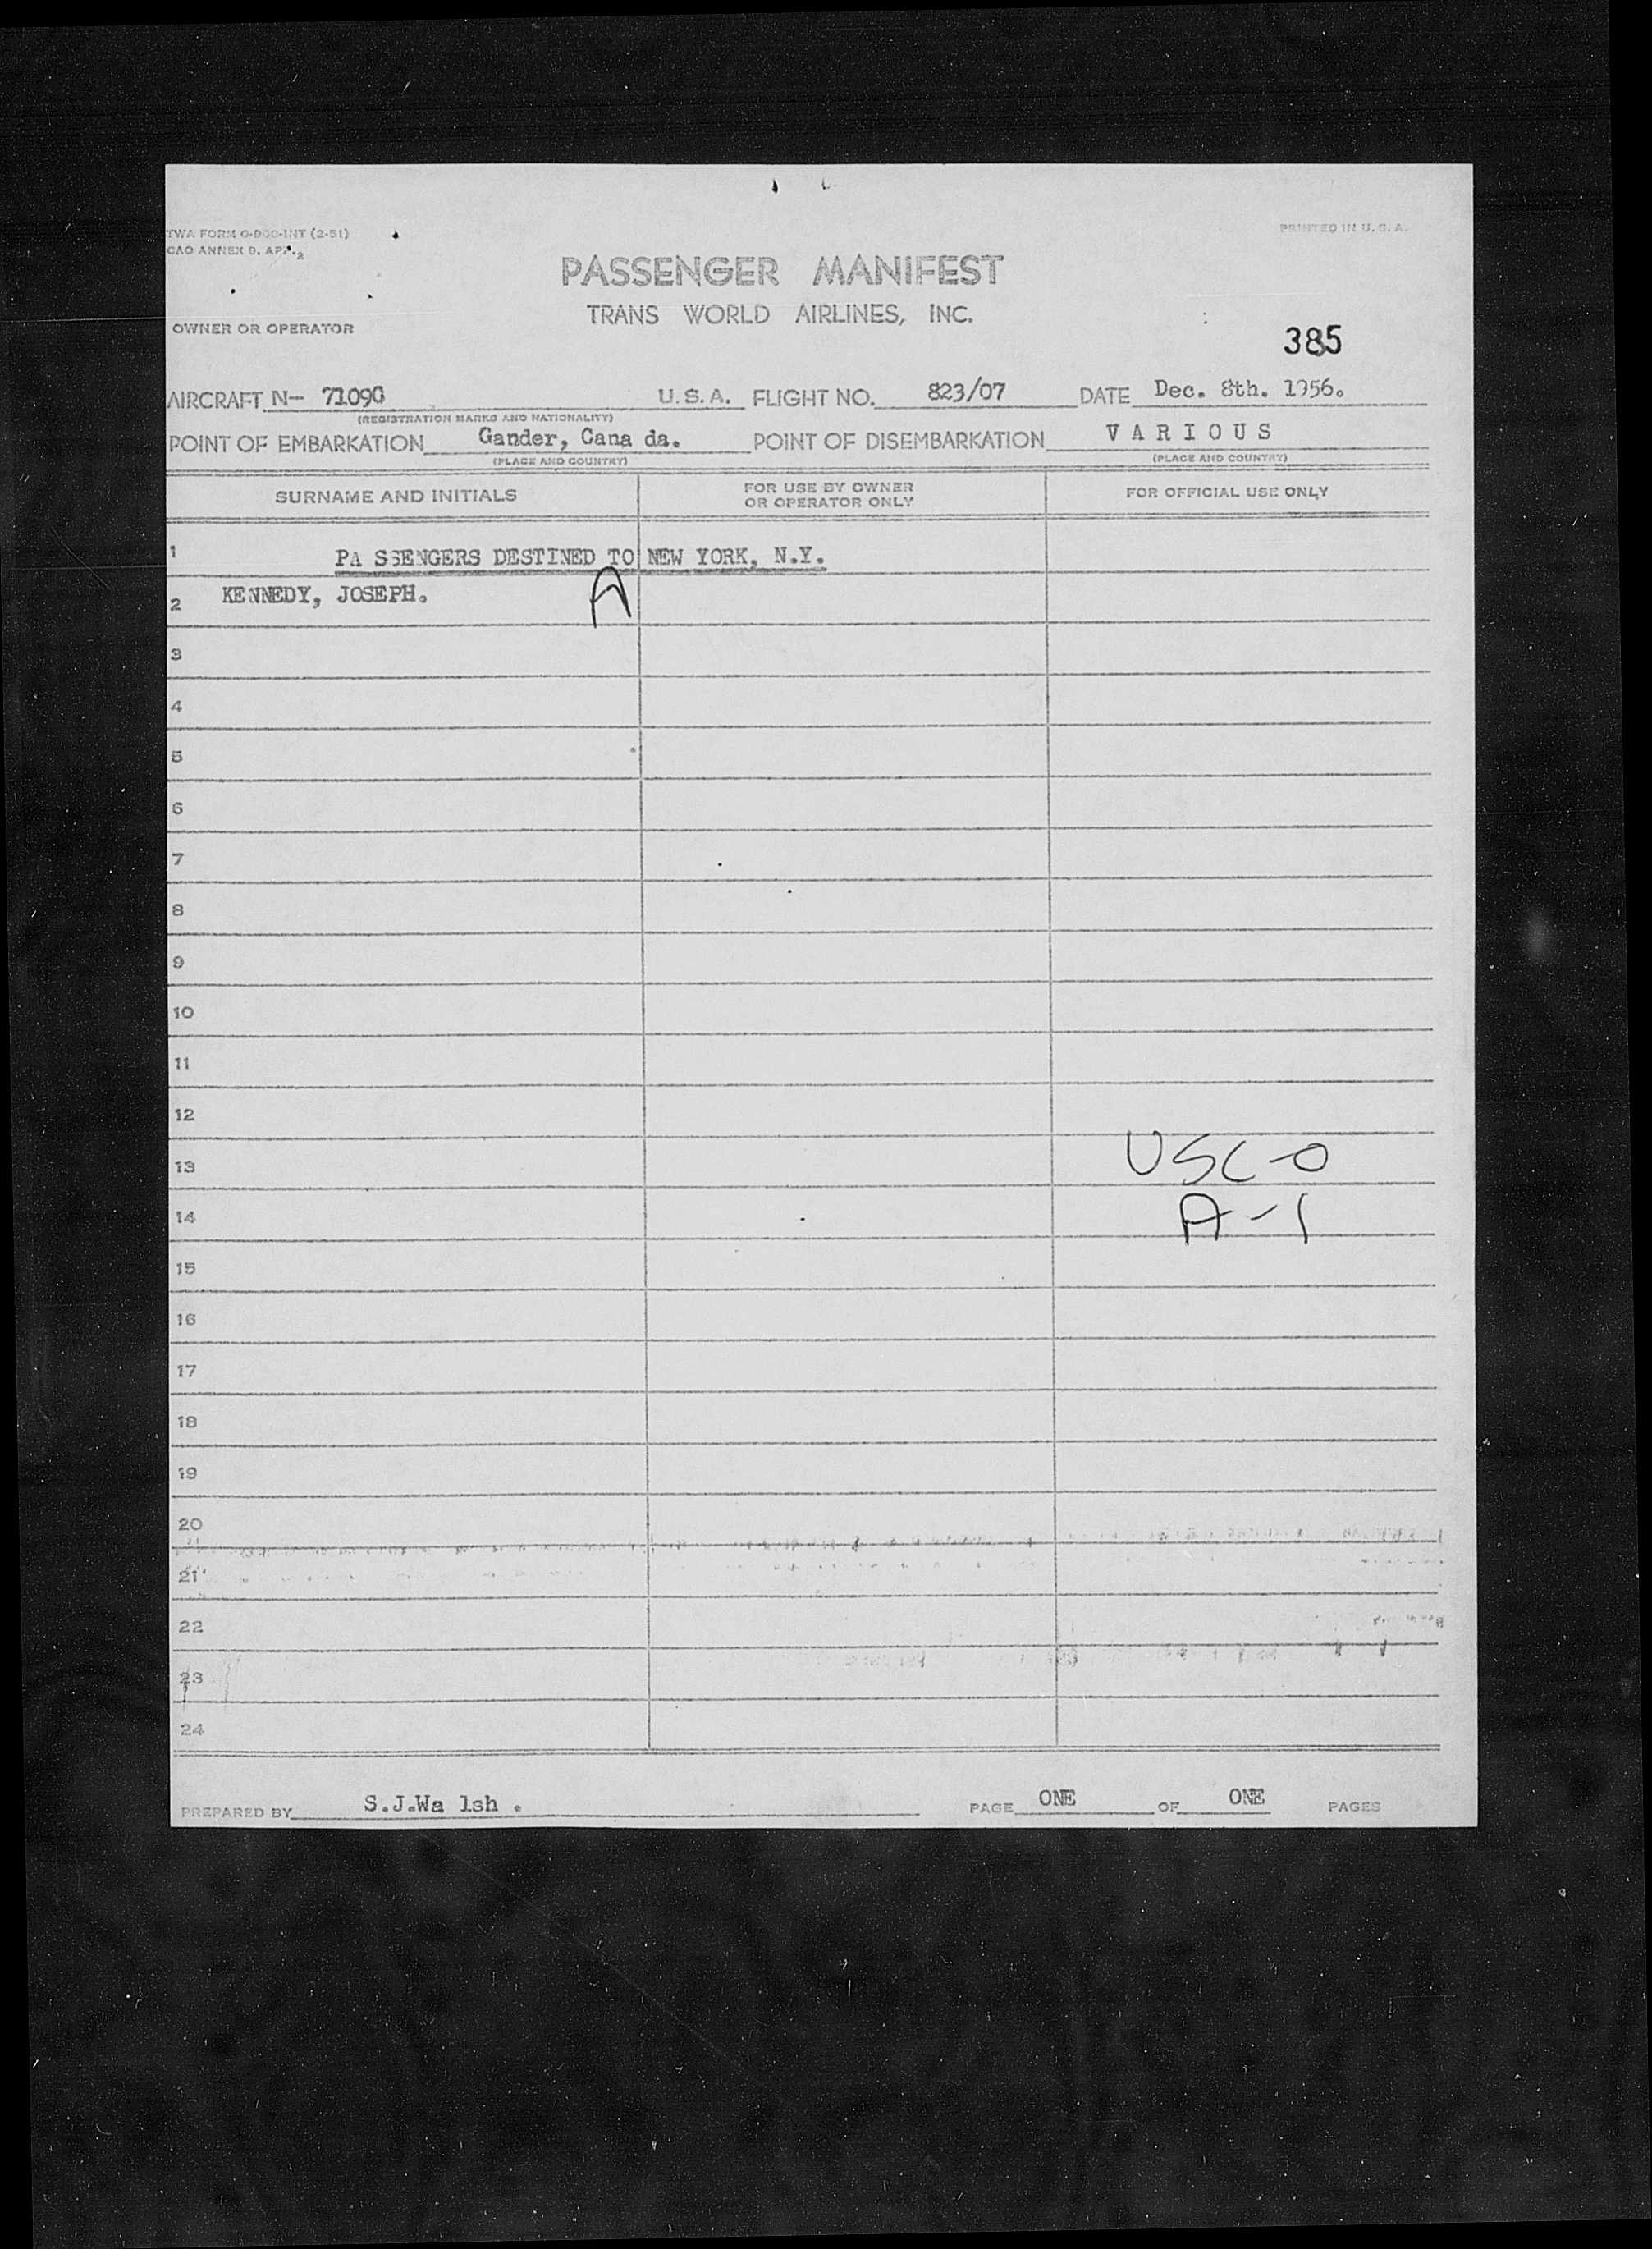 TWA FORM O-900-INT (2-51)
PRINTED IN U.S.A.
CAO ANNEX 9, APP. 2
PASSENGER MANIFEST
TRANS WORLD AIRLINES, INC.
OWNER OR OPERATOR
385
AIRCRAFT N- 71090 U.S.A. FLIGHT NO. 823/07 DATE Dec. 8th. 1956.
(REGISTRATION MARKS AND NATIONALITY)
POINT OF EMBARKATION Gander, Cana da. POINT OF DISEMBARKATION VARIOUS
(PLACE AND COUNTRY) (PLACE AND COUNTRY)
SURNAME AND INITIALS FOR USE BY OWNER OR OPERATOR ONLY FOR OFFICIAL USE ONLY
1 PA SSENGERS DESTINED TO NEW YORK, N.Y.
2 KENNEDY, JOSEPH. A
3
4
5
6
7
8
9
10
11
12
13 USC-0
14 A-1
15
16
17
18
19
20
21
22
23
24
PREPARED BY S.J.Wa lsh . PAGE ONE OF ONE PAGES